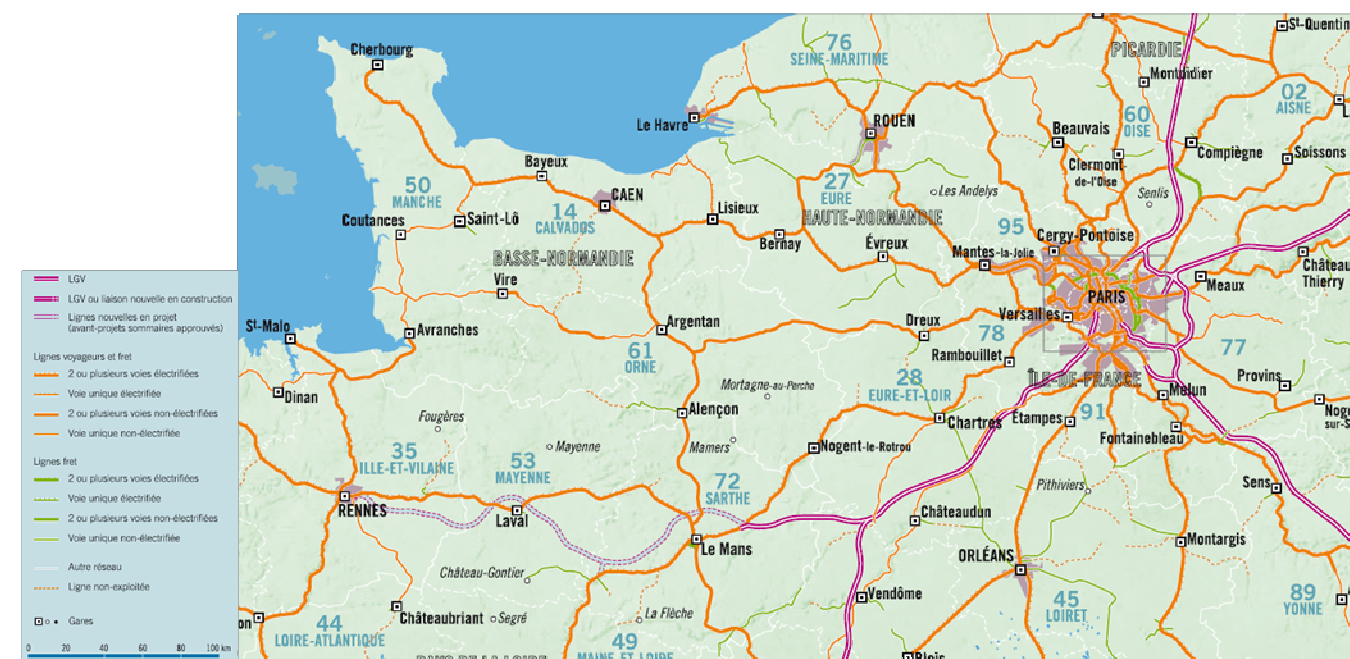 Cherbourg
76
SEINE-MARITIME
PICARDIE
St-Quentin
Montdidier
02
AISNE
60
OISE
Le Havre
ROUEN
Beauvais
Clermont-
de-l'Oise
Compiègne
Soissons
Bayeux
50
MANCHE
CAEN
27
EURE
Les Andelys
Senlis
Coutances
Saint-Lô
14
CALVADOS
Lisieux
HAUTE-NORMANDIE
95
Cergy-Pontoise
Bernay
Évreux
Mantes-la-Jolie
BASSE-NORMANDIE
Vire
Château
Thierry
Meaux
PARIS
Versailles
St-Malo
Avranches
Argentan
Dreux
78
Rambouillet
77
61
ORNE
28
EURE-ET-LOIR
ÎLE-DE-FRANCE
Provins
Melun
Dinan
Mortagne-au-Perche
Fougères
Alençon
Chartres
Étampes
91
Fontainebleau
Nog
sur-S
Mayenne
Mamers
Nogent-le-Rotrou
35
ILLE-ET-VILAINE
53
MAYENNE
72
SARTHE
Pithiviers
Sens
RENNES
Laval
Châteaudun
Le Mans
ORLÉANS
Montargis
Château-Gontier
Vendôme
45
LOIRET
89
YONNE
on
44
LOIRE-ATLANTIQUE
Châteaubriant
Segré
La Flèche
49
MAINE-ET-LOIRE
PAYS DE LA LOIRE
Blois
LGV
LGV ou liaison nouvelle en construction
Lignes nouvelles en projet
(avant-projets sommaires approuvés)
Lignes voyageurs et fret
2 ou plusieurs voies électrifiées
Voie unique électrifiée
2 ou plusieurs voies non-électrifiées
Voie unique non-électrifiée
Lignes fret
2 ou plusieurs voies électrifiées
Voie unique électrifiée
2 ou plusieurs voies non-électrifiées
Voie unique non-électrifiée
Autre réseau
Ligne non-exploitée
Gares
0 20 40 60 80 100 km